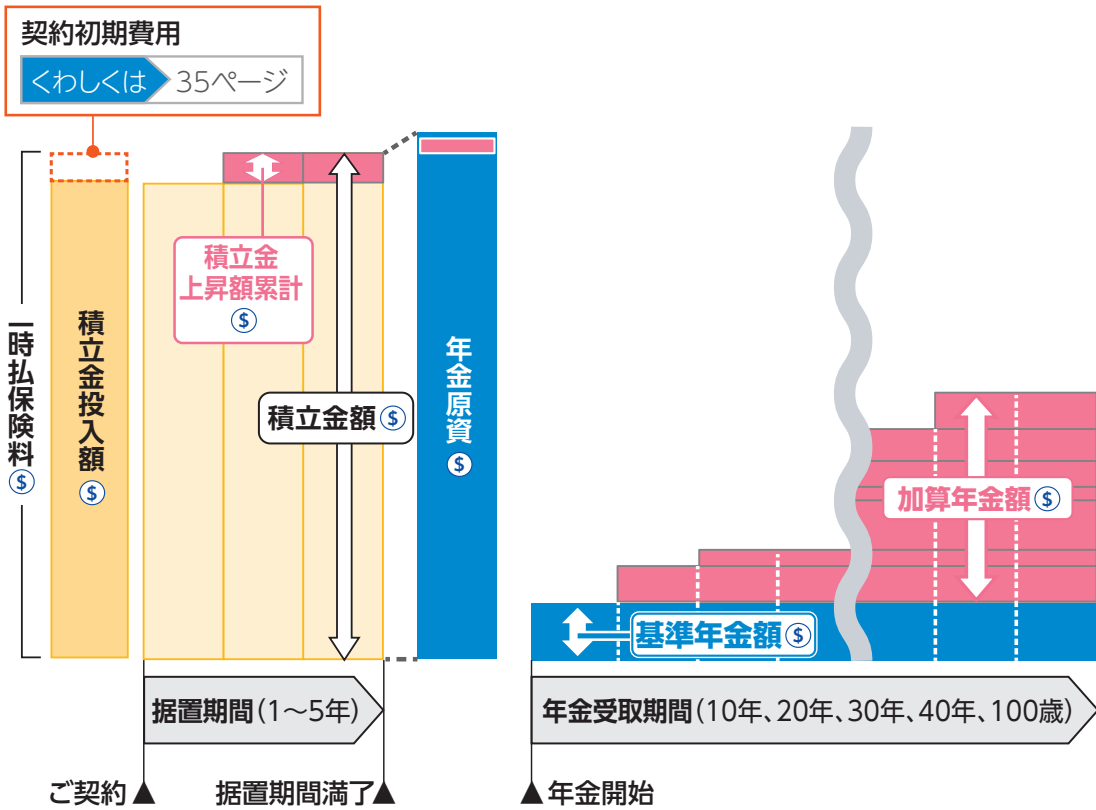 契約初期費用
くわしくは 35ページ
一時払保険料$
積立金投入額$
積立金
上昇額累計
$
積立金額$
年金原資$
加算年金額$
基準年金額$
据置期間(1〜5年)
年金受取期間(10年、20年、30年、40年、100歳)
ご契約▲
据置期間満了▲
▲年金開始